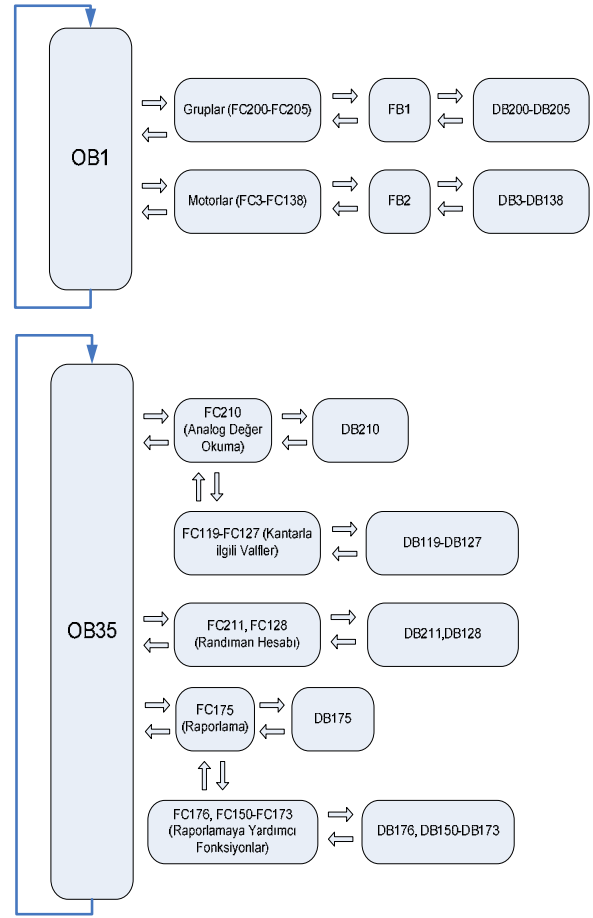 OB1
Gruplar (FC200-FC205)
FB1
DB200-DB205
Motorlar (FC3-FC138)
FB2
DB3-DB138
OB35
FC210
(Analog Değer
Okuma)
DB210
FC119-FC127 (Kantarla
ilgili Valfler)
DB119-DB127
FC211, FC128
(Randıman Hesabı)
DB211,DB128
FC175
(Raporlama)
DB175
FC176, FC150-FC173
(Raporlamaya Yardımcı
Fonksiyonlar)
DB176, DB150-DB173